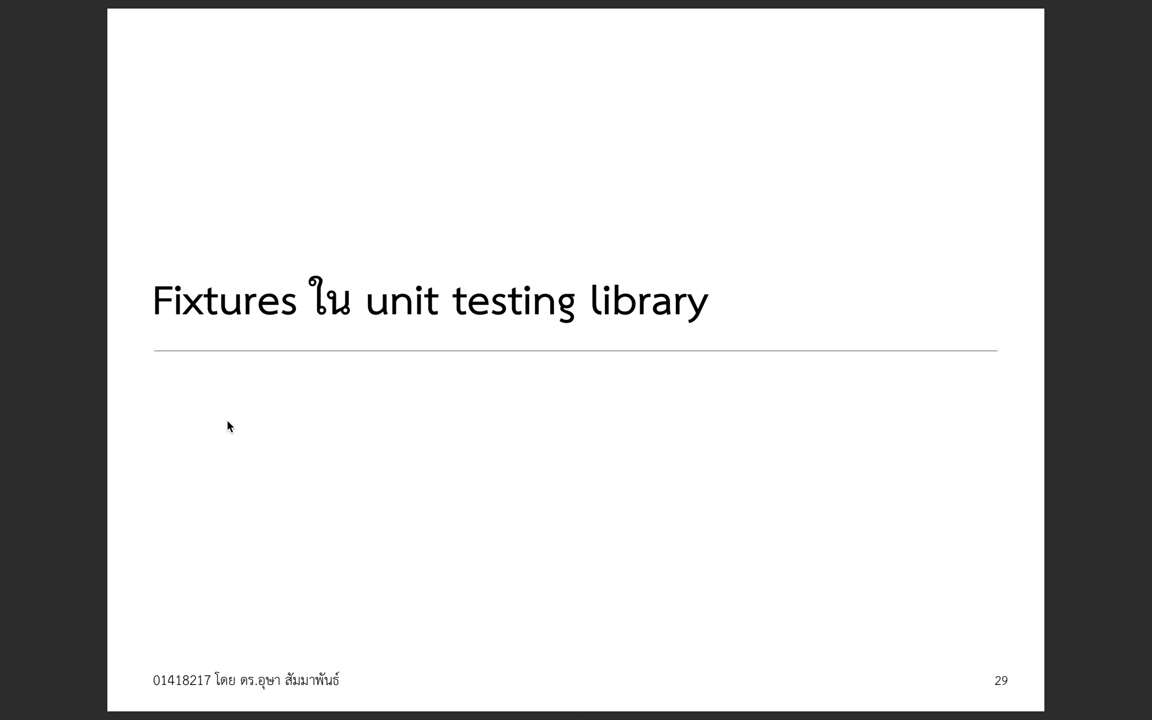 Fixtures ใน unit testing library
01418217 โดย ดร.อุษา สัมมาพันธ์
29